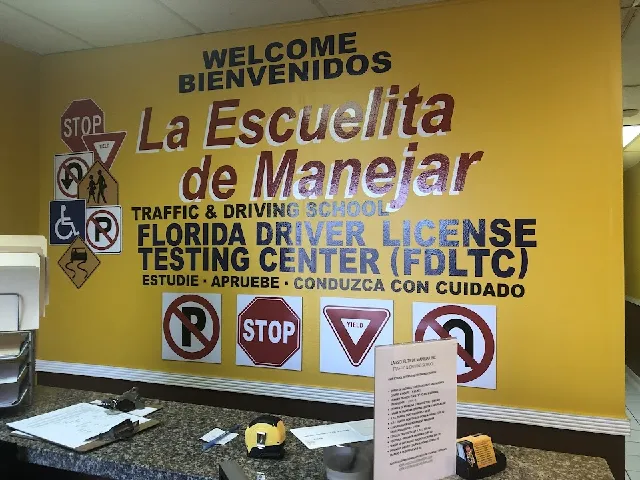 WELCOME
BIENVENIDOS
La Escuelita
de Manejar
TRAFFIC & DRIVING SCHOOL
FLORIDA DRIVER LICENSE
TESTING CENTER (FDLTC)
ESTUDIE · APRUEBE · CONDUZCA CON CUIDADO
STOP
YIELD
P
P
STOP
YIELD